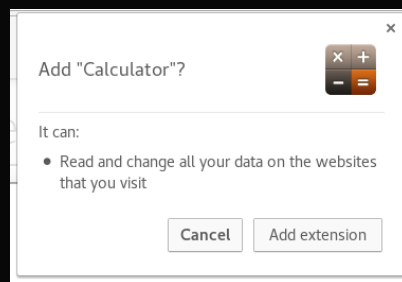 Add "Calculator"?
It can:
Read and change all your data on the websites
that you visit
Cancel
Add extension